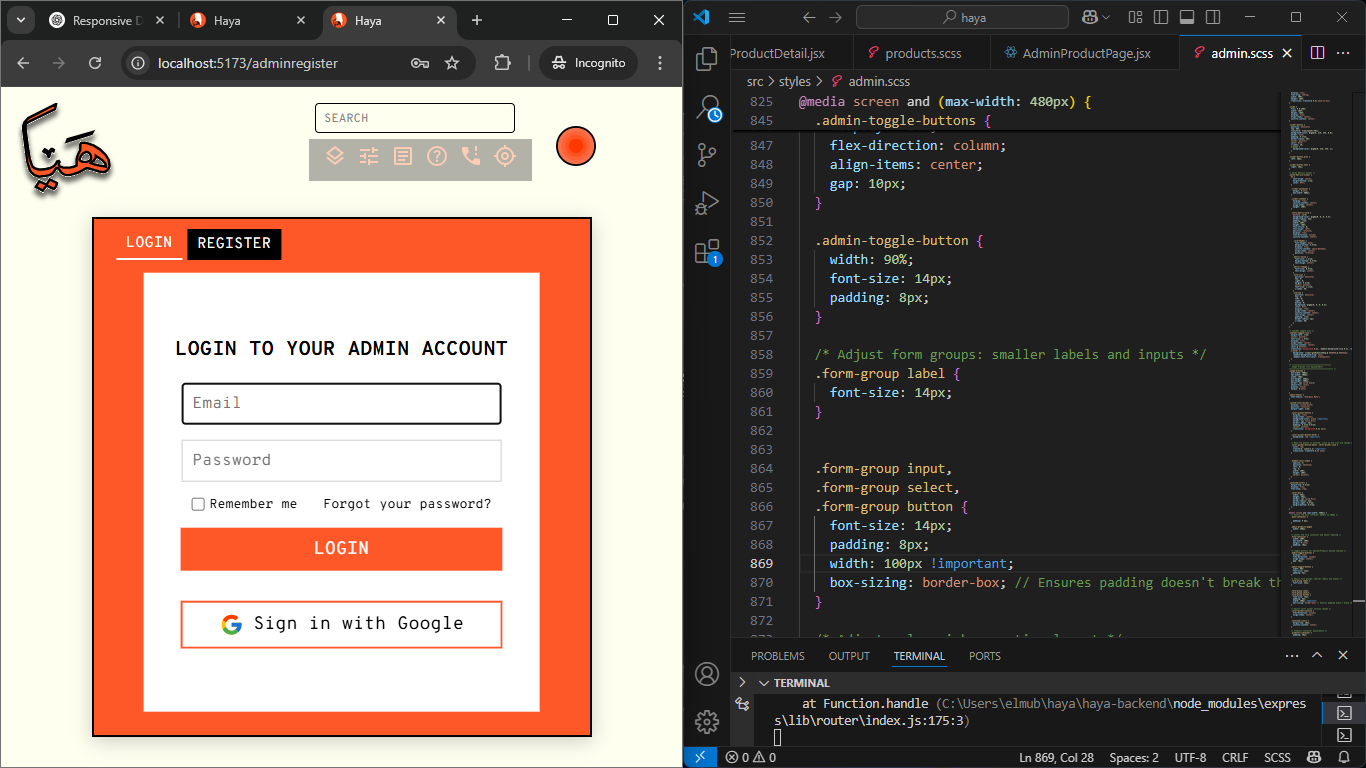 Responsive D
Haya
Haya
localhost:5173/adminregister
Incognito
هَيّا
SEARCH
LOGIN
REGISTER
LOGIN TO YOUR ADMIN ACCOUNT
Email
Password
Remember me
Forgot your password?
LOGIN
Sign in with Google
haya
ProductDetail.jsx
products.scss
AdminProductPage.jsx
admin.scss
src > styles > admin.scss
825 @media screen and (max-width: 480px) {
845 .admin-toggle-buttons {
847 flex-direction: column;
848 align-items: center;
849 gap: 10px;
850 }
851
852 .admin-toggle-button {
853 width: 90%;
854 font-size: 14px;
855 padding: 8px;
856 }
857
858 /* Adjust form groups: smaller labels and inputs */
859 .form-group label {
860 font-size: 14px;
861 }
862
863
864 .form-group input,
865 .form-group select,
866 .form-group button {
867 font-size: 14px;
868 padding: 8px;
869 width: 100px !important;
870 box-sizing: border-box; // Ensures padding doesn't break th
871 }
872
1
PROBLEMS
OUTPUT
TERMINAL
PORTS
TERMINAL
at Function.handle (C:\Users\elmub\haya\haya-backend\node_modules\expres
s\lib\router\index.js:175:3)
0
0
Ln 869, Col 28
Spaces: 2
UTF-8
CRLF
SCSS